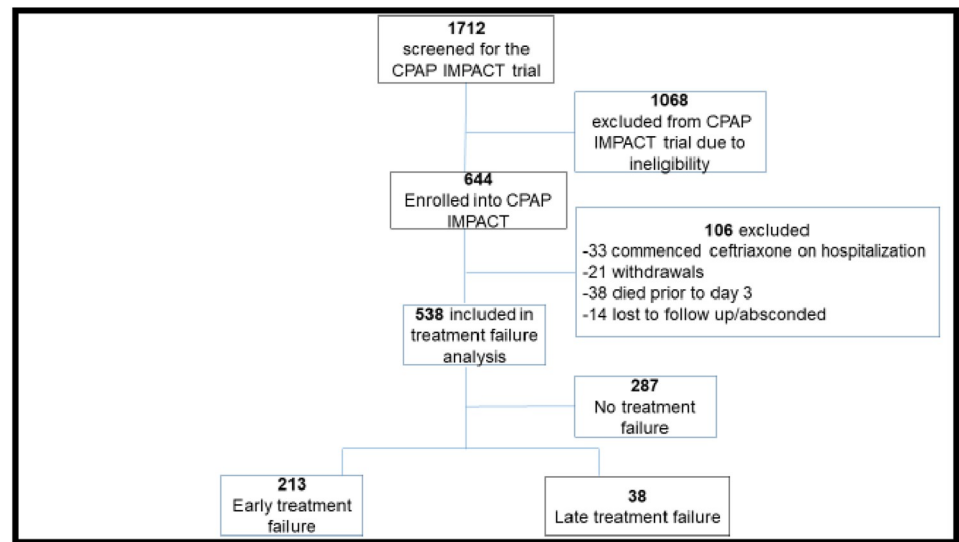 1712
screened for the
CPAP IMPACT trial
1068
excluded from CPAP
IMPACT trial due to
ineligibility
644
Enrolled into CPAP
IMPACT
106 excluded
-33 commenced ceftriaxone on hospitalization
-21 withdrawals
-38 died prior to day 3
-14 lost to follow up/absconded
538 included in
treatment failure
analysis
287
No treatment
failure
213
Early treatment
failure
38
Late treatment failure